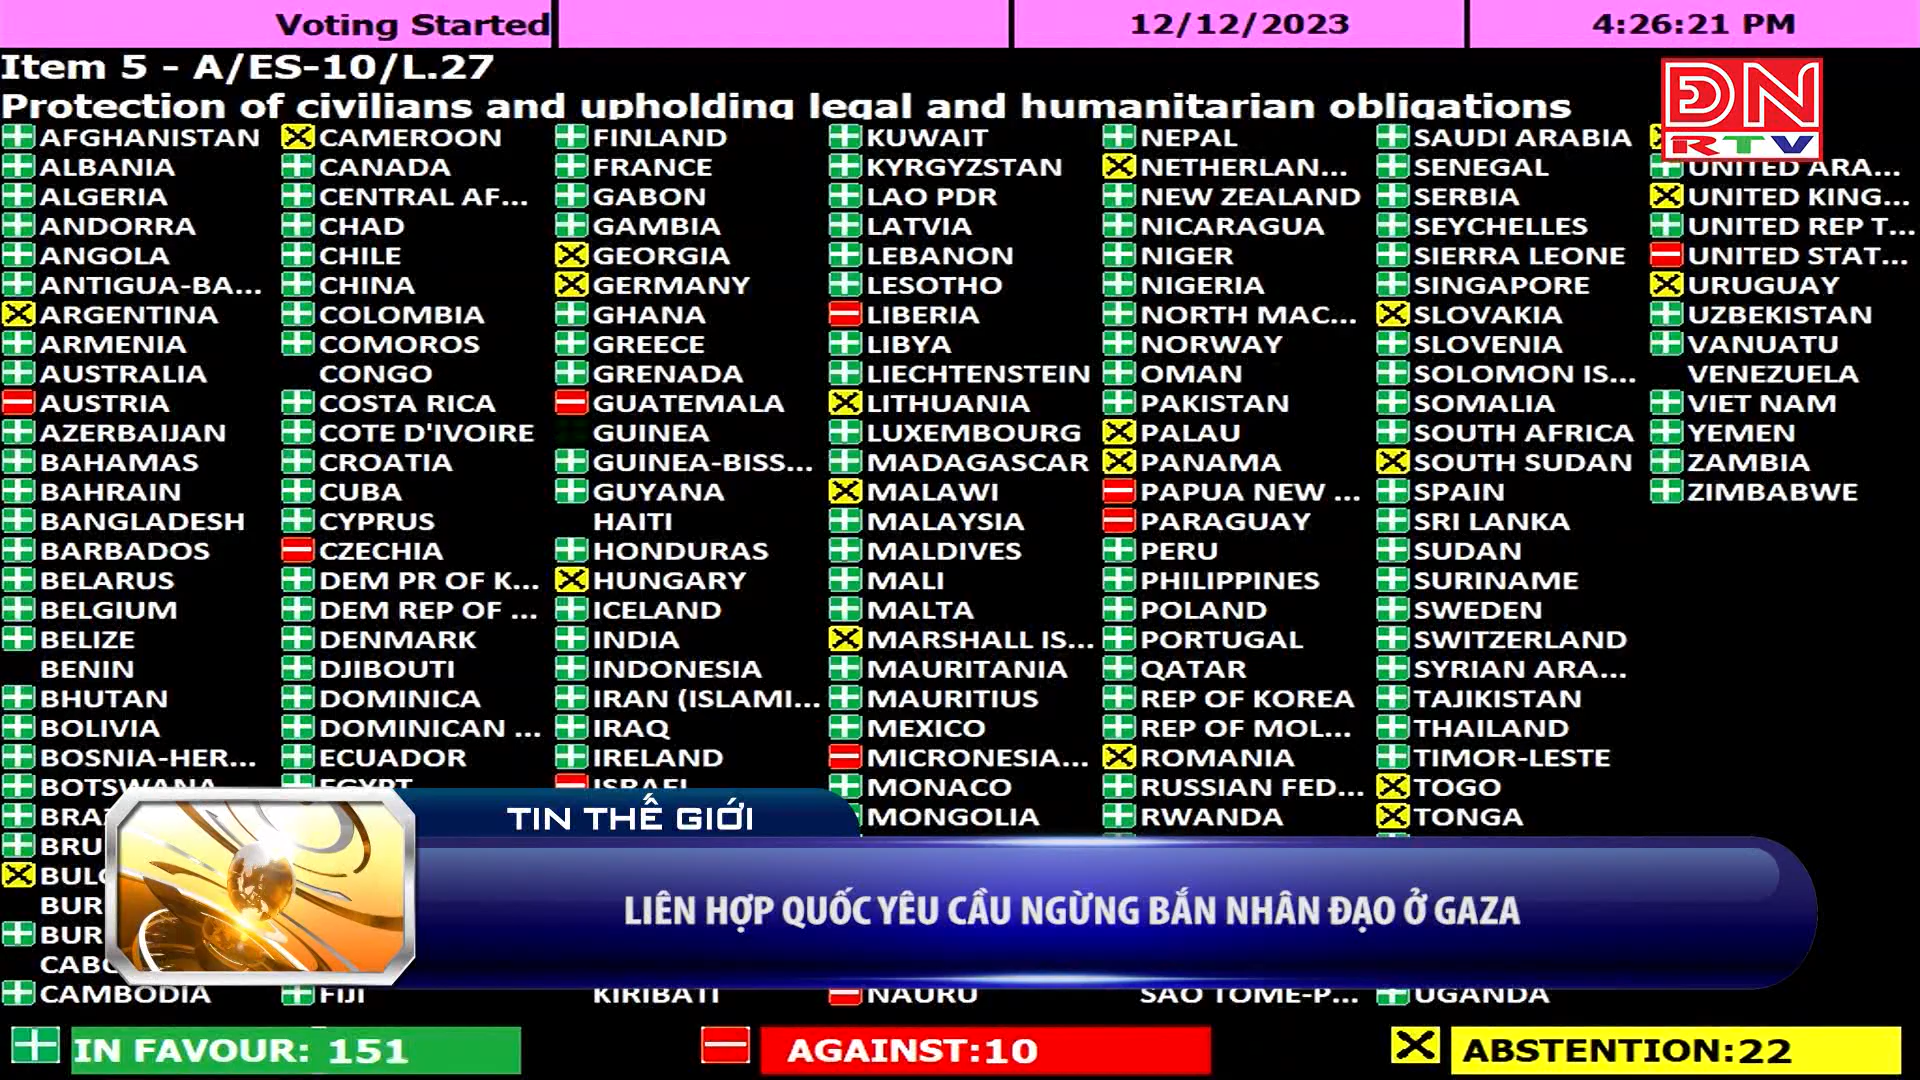 Voting Started 12/12/2023 4:26:21 PM
Item 5 - A/ES-10/L.27
Protection of civilians and upholding legal and humanitarian obligations
DN
RTV
AFGHANISTAN CAMEROON FINLAND KUWAIT NEPAL SAUDI ARABIA
ALBANIA CANADA FRANCE KYRGYZSTAN NETHERLAN... SENEGAL UNITED ARA...
ALGERIA CENTRAL AF... GABON LAO PDR NEW ZEALAND SERBIA UNITED KING...
ANDORRA CHAD GAMBIA LATVIA NICARAGUA SEYCHELLES UNITED REP T...
ANGOLA CHILE GEORGIA LEBANON NIGER SIERRA LEONE UNITED STAT...
ANTIGUA-BA... CHINA GERMANY LESOTHO NIGERIA SINGAPORE URUGUAY
ARGENTINA COLOMBIA GHANA LIBERIA NORTH MAC... SLOVAKIA UZBEKISTAN
ARMENIA COMOROS GREECE LIBYA NORWAY SLOVENIA VANUATU
AUSTRALIA CONGO GRENADA LIECHTENSTEIN OMAN SOLOMON IS... VENEZUELA
AUSTRIA COSTA RICA GUATEMALA LITHUANIA PAKISTAN SOMALIA VIET NAM
AZERBAIJAN COTE D'IVOIRE GUINEA LUXEMBOURG PALAU SOUTH AFRICA YEMEN
BAHAMAS CROATIA GUINEA-BISS... MADAGASCAR PANAMA SOUTH SUDAN ZAMBIA
BAHRAIN CUBA GUYANA MALAWI PAPUA NEW ... SPAIN ZIMBABWE
BANGLADESH CYPRUS HAITI MALAYSIA PARAGUAY SRI LANKA
BARBADOS CZECHIA HONDURAS MALDIVES PERU SUDAN
BELARUS DEM PR OF K... HUNGARY MALI PHILIPPINES SURINAME
BELGIUM DEM REP OF ... ICELAND MALTA POLAND SWEDEN
BELIZE DENMARK INDIA MARSHALL IS... PORTUGAL SWITZERLAND
BENIN DJIBOUTI INDONESIA MAURITANIA QATAR SYRIAN ARA...
BHUTAN DOMINICA IRAN (ISLAMI... MAURITIUS REP OF KOREA TAJIKISTAN
BOLIVIA DOMINICAN ... IRAQ MEXICO REP OF MOL... THAILAND
BOSNIA-HER... ECUADOR IRELAND MICRONESIA... ROMANIA TIMOR-LESTE
BOTSWANA EGYPT ISRAEL MONACO RUSSIAN FED... TOGO
BRA MONGOLIA RWANDA TONGA
BRU
BUL
BUR
BUR
CAB
CAMBODIA FIJI KIRIBATI NAURU SAO TOME-P... UGANDA
TIN THẾ GIỚI
LIÊN HỢP QUỐC YÊU CẦU NGỪNG BẮN NHÂN ĐẠO Ở GAZA
IN FAVOUR: 151 AGAINST:10 ABSTENTION:22